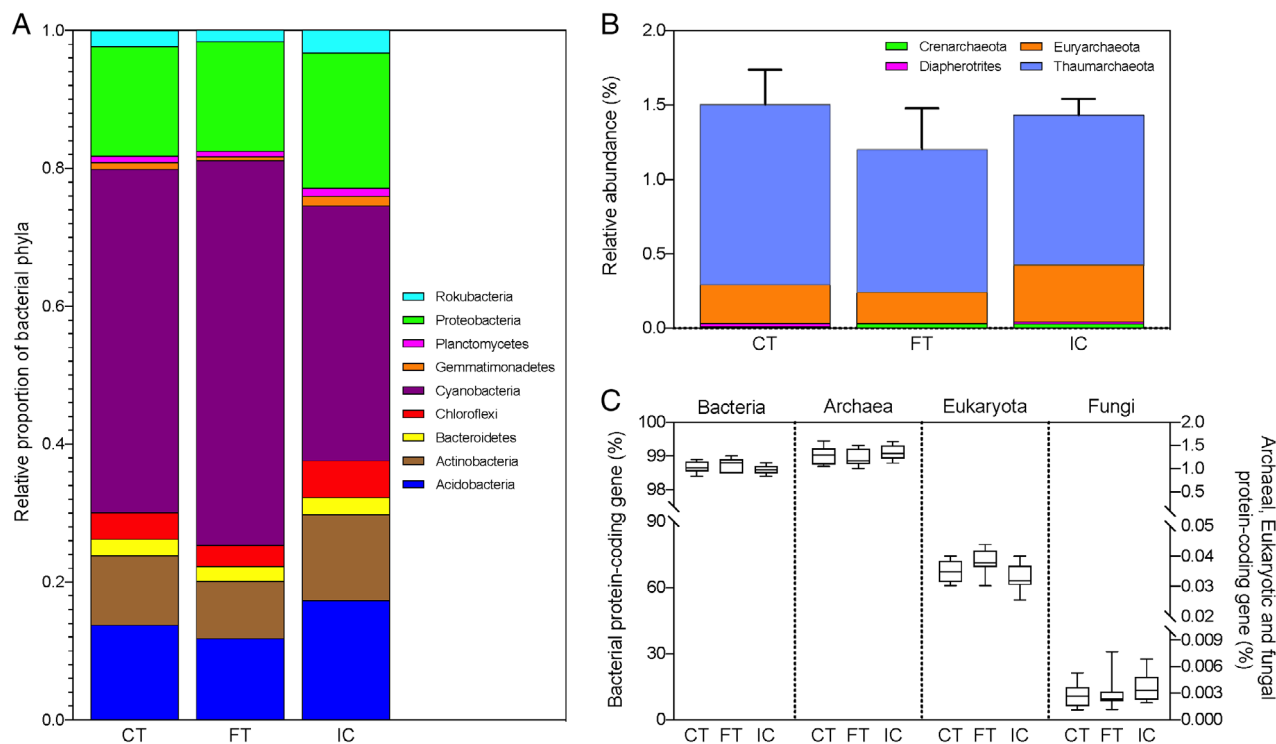 A
Relative proportion of bacterial phyla
1.0
0.8
0.6
0.4
0.2
0.0
CT
FT
IC
Rokubacteria
Proteobacteria
Planctomycetes
Gemmatimonadetes
Cyanobacteria
Chloroflexi
Bacteroidetes
Actinobacteria
Acidobacteria
B
Relative abundance (%)
2.0
1.5
1.0
0.5
0.0
Crenarchaeota
Euryarchaeota
Diapherotrites
Thaumarchaeota
CT
FT
IC
C
Bacteria
Archaea
Eukaryota
Fungi
Bacterial protein-coding gene (%)
100
99
98
90
60
30
0
2.0
1.5
1.0
0.5
0.05
0.04
0.03
0.02
0.009
0.006
0.003
0.000
Archaeal, Eukaryotic and fungal
protein-coding gene (%)
CT FT IC
CT FT IC
CT FT IC
CT FT IC